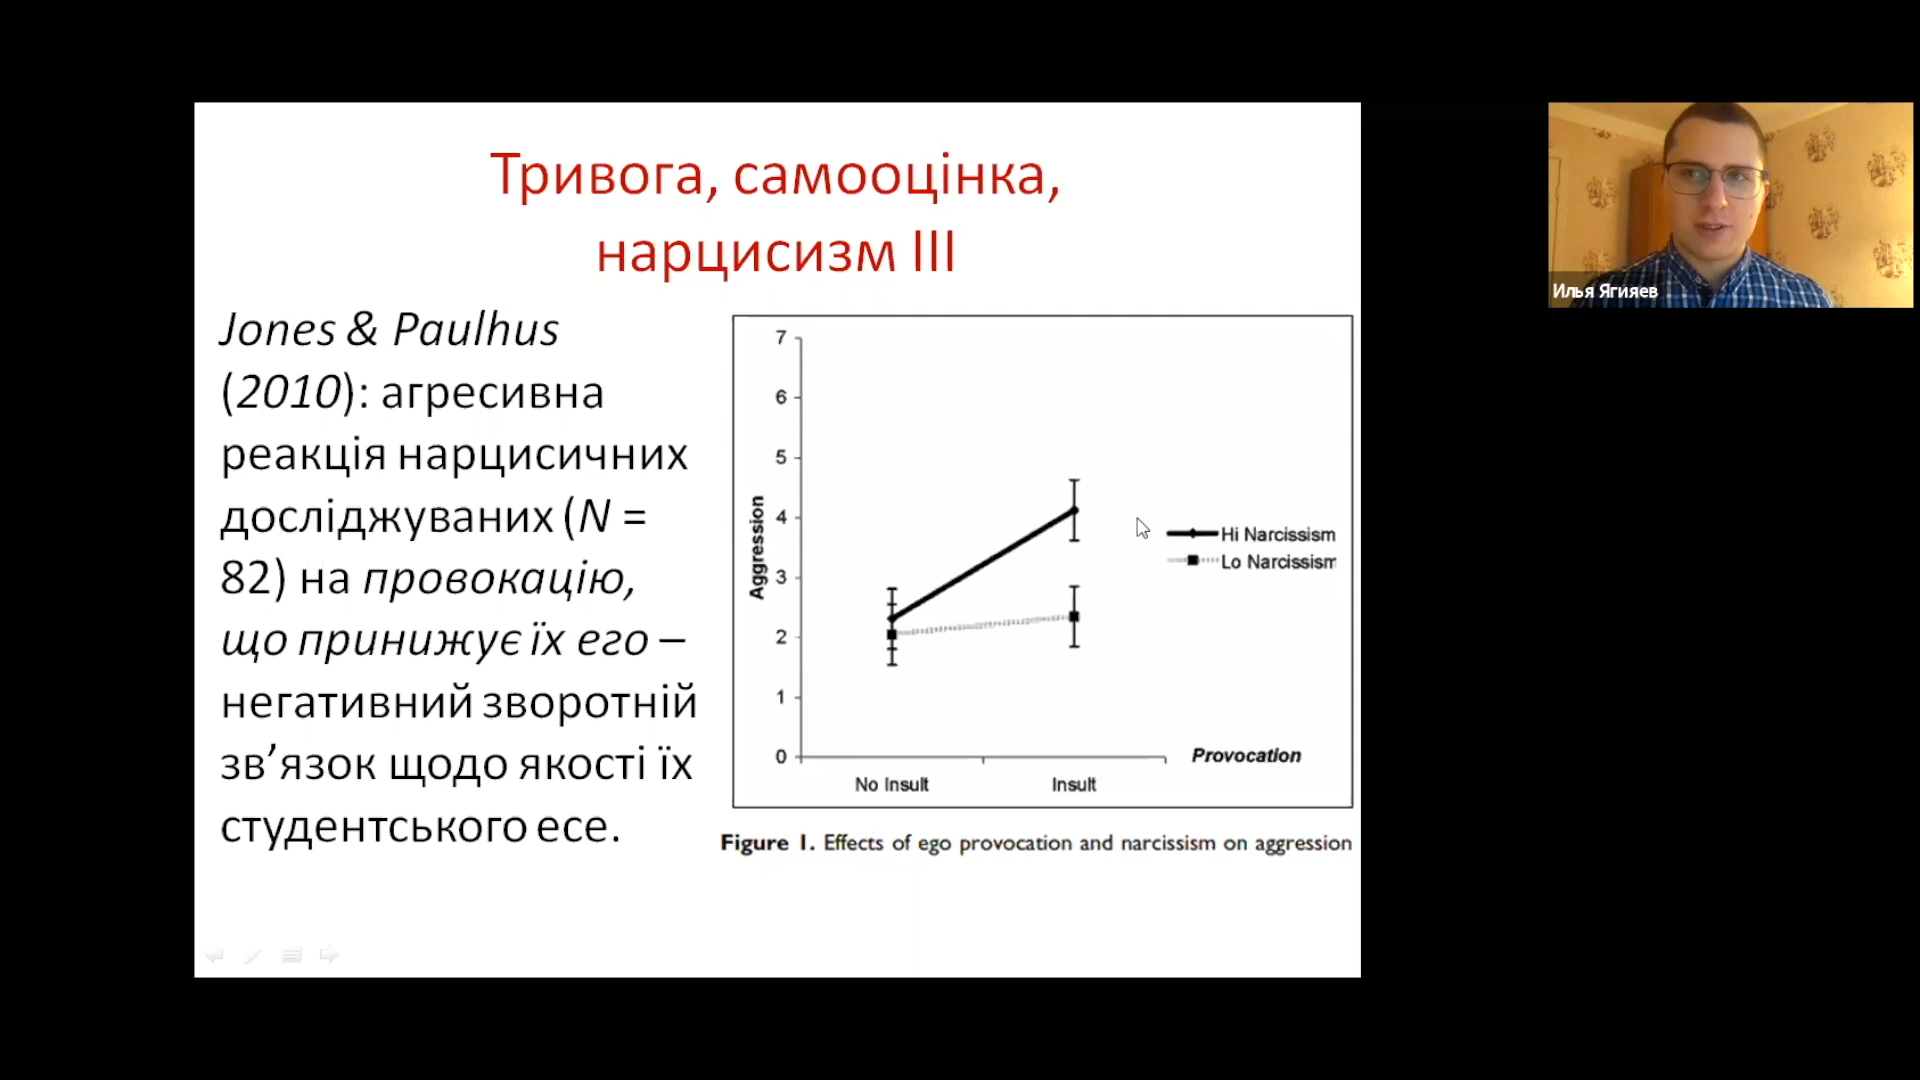 Тривога, самооцінка,
нарцисизм III
Jones & Paulhus
(2010): агресивна
реакція нарцисичних
досліджуваних (N =
82) на провокацію,
що принижує їх его –
негативний зворотній
зв’язок щодо якості їх
студентського есе.
7
6
5
4
3
2
1
0
Aggression
No Insult
Insult
Provocation
Hi Narcissism
Lo Narcissism
Figure 1. Effects of ego provocation and narcissism on aggression
Илья Ягияев